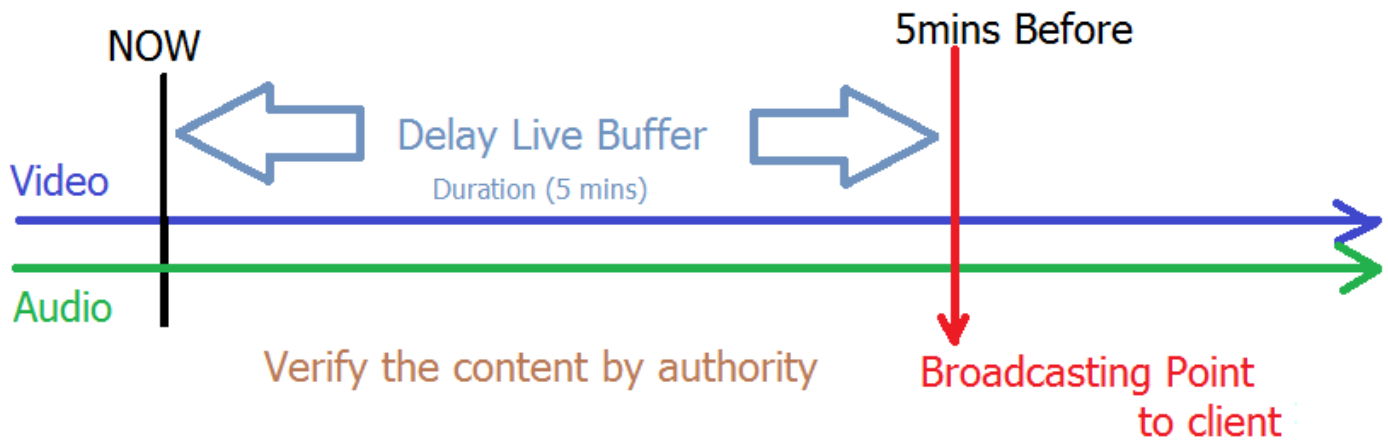 NOW
5mins Before
Delay Live Buffer
Duration (5 mins)
Video
Audio
Verify the content by authority
Broadcasting Point
to client